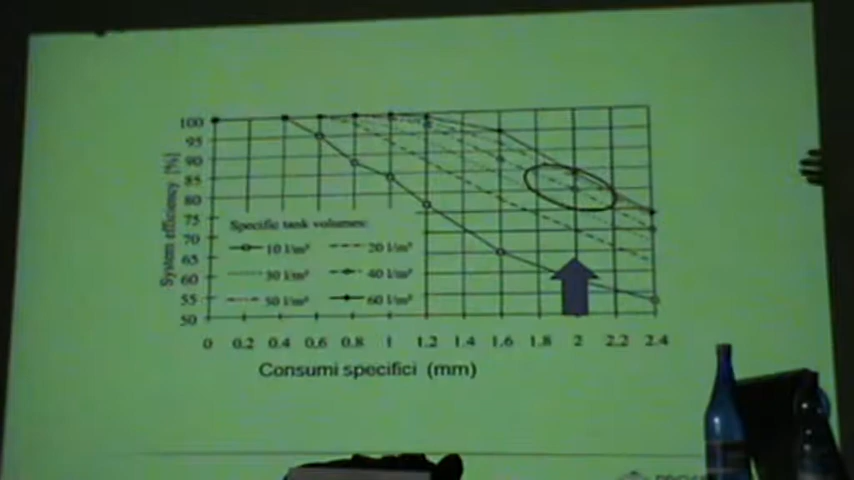 System efficiency [%]
100
95
90
85
80
75
70
65
60
55
50
Specific tank volumes:
10 l/m² 20 l/m²
30 l/m² 40 l/m²
50 l/m² 60 l/m²
0 0.2 0.4 0.6 0.8 1 1.2 1.4 1.6 1.8 2 2.2 2.4
Consumi specifici (mm)